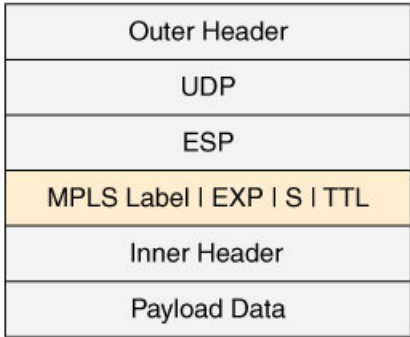 Outer Header
UDP
ESP
MPLS Label | EXP | S | TTL
Inner Header
Payload Data